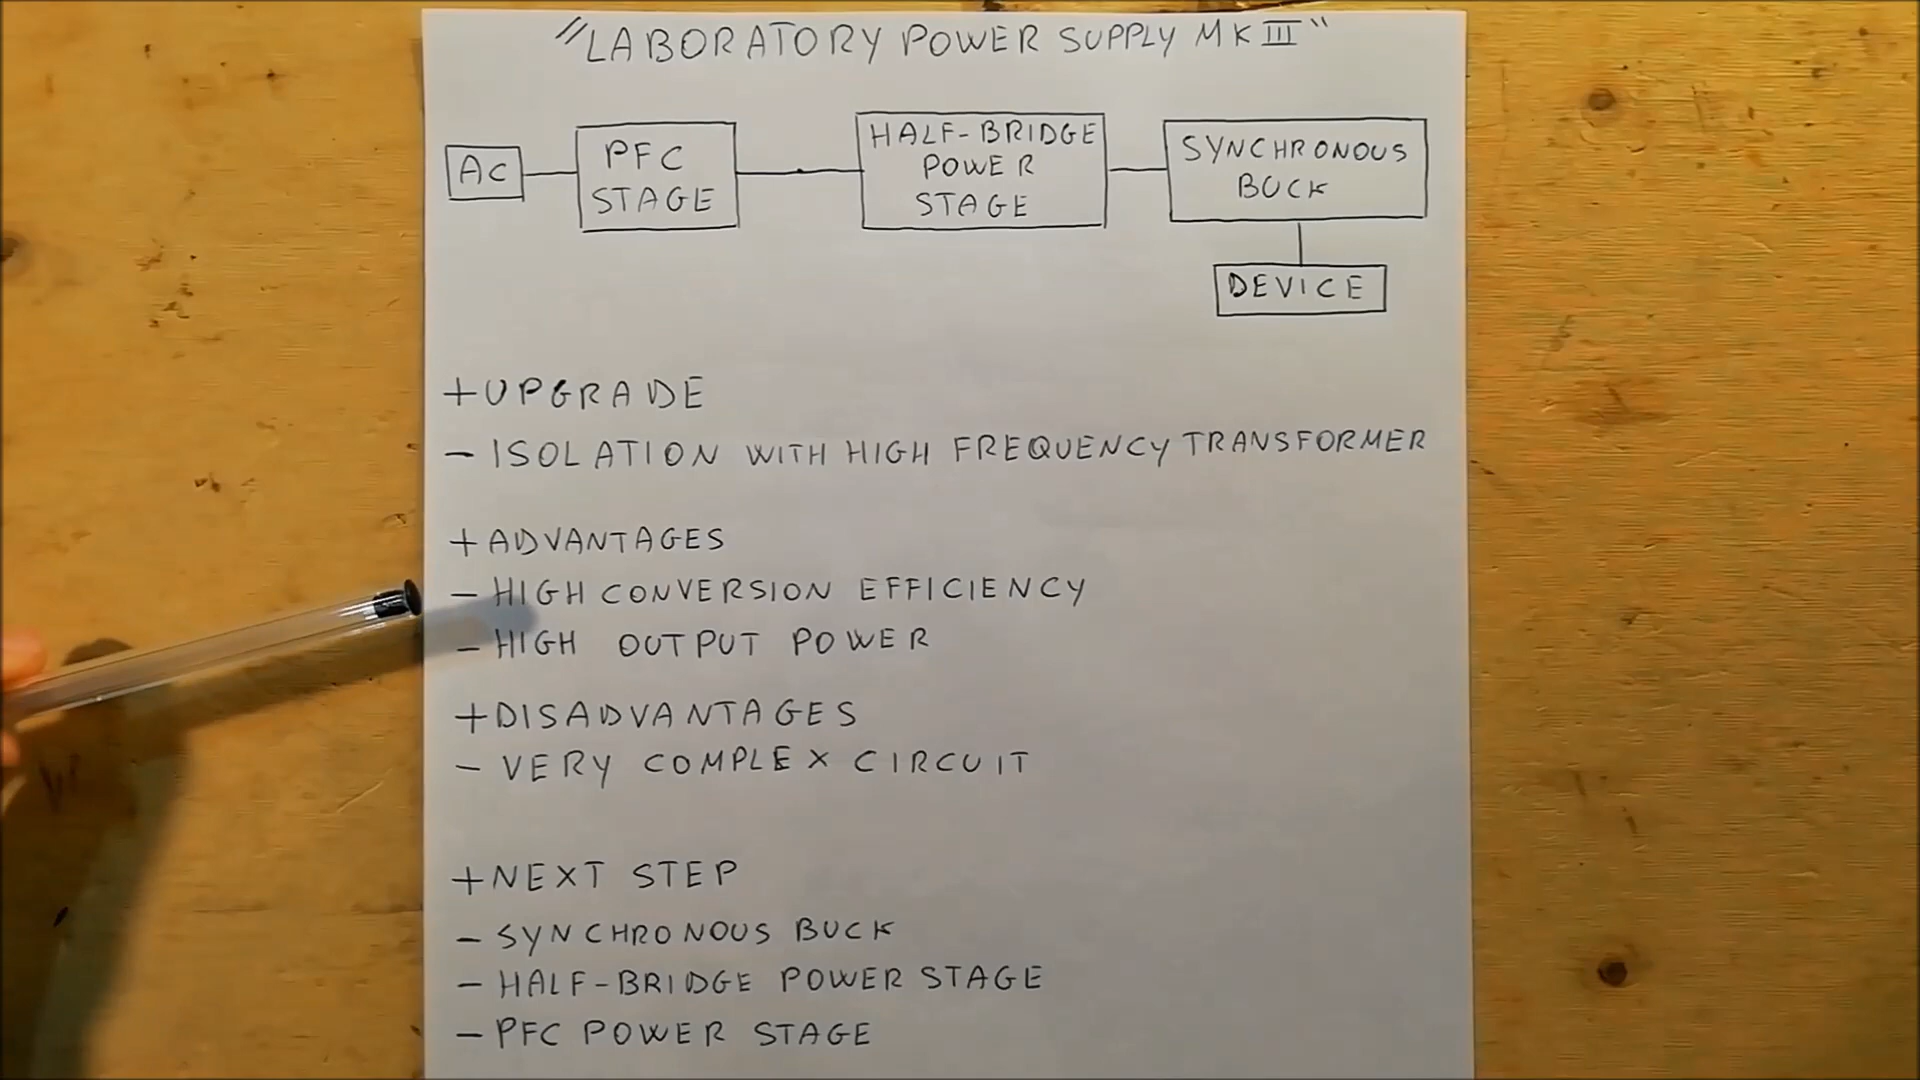 "LABORATORY POWER SUPPLY MK III"
AC
PFC
STAGE
HALF-BRIDGE
POWER
STAGE
SYNCHRONOUS
BUCK
DEVICE
+UPGRADE
- ISOLATION WITH HIGH FREQUENCY TRANSFORMER
+ADVANTAGES
- HIGH CONVERSION EFFICIENCY
- HIGH OUTPUT POWER
+DISADVANTAGES
- VERY COMPLEX CIRCUIT
+NEXT STEP
- SYNCHRONOUS BUCK
- HALF-BRIDGE POWER STAGE
- PFC POWER STAGE